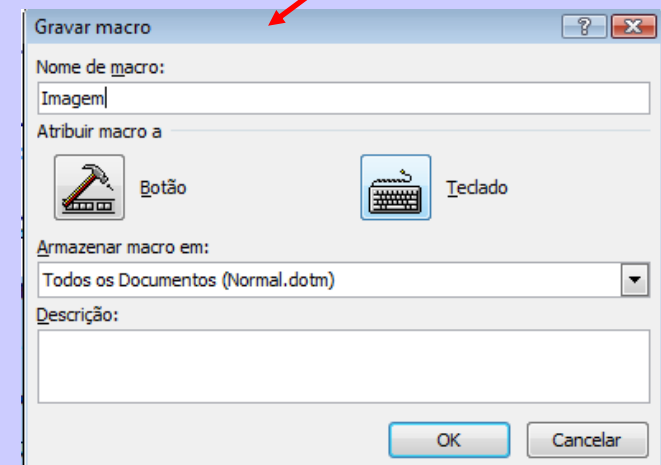 Gravar macro
Nome de macro:
Imagem
Atribuir macro a
Botão Teclado
Armazenar macro em:
Todos os Documentos (Normal.dotm)
Descrição:
OK Cancelar